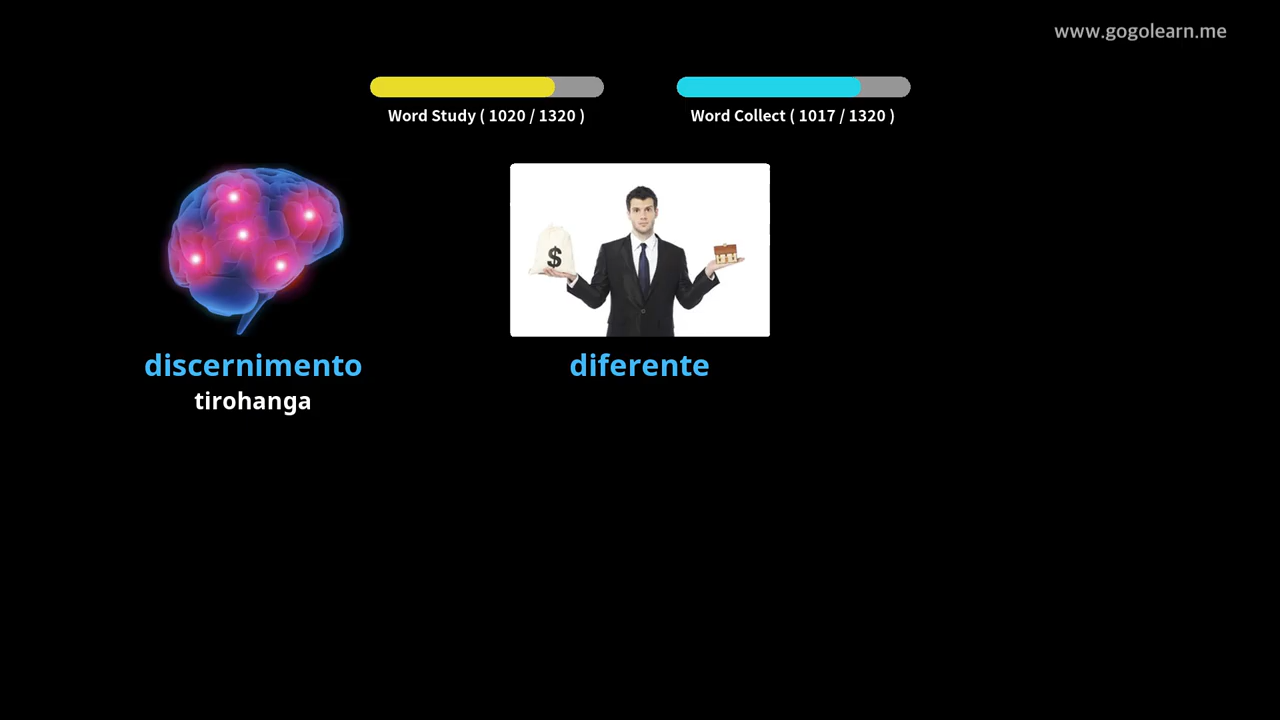 www.gogolearn.me
Word Study ( 1020 / 1320 )
Word Collect ( 1017 / 1320 )
$
discernimento
tirohanga
diferente